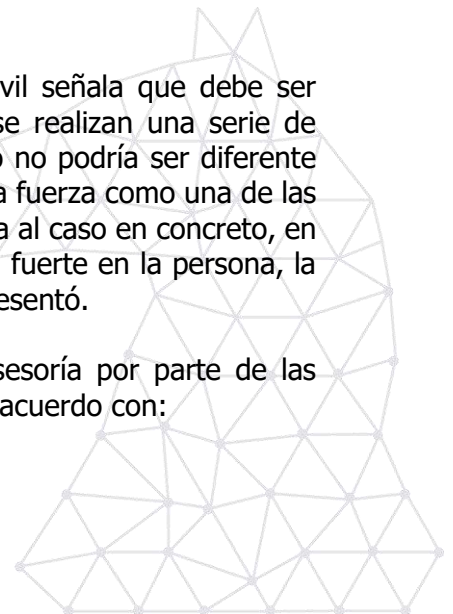 vil señala que debe ser
se realizan una serie de
no podría ser diferente
a fuerza como una de las
a al caso en concreto, en
fuerte en la persona, la
esentó.
sesoría por parte de las
acuerdo con: